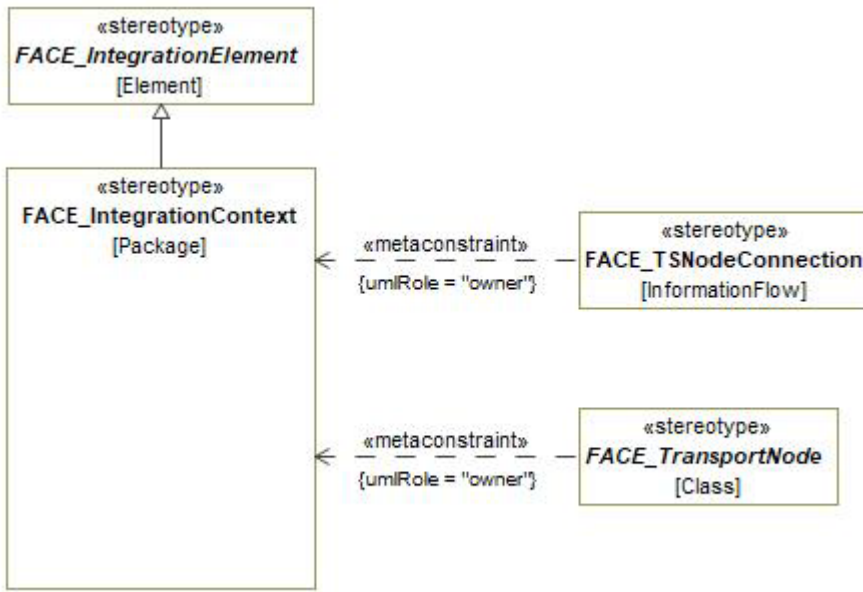 «stereotype»
FACE_IntegrationElement
[Element]
«stereotype»
FACE_IntegrationContext
[Package]
«metaconstraint»
{umlRole = "owner"}
«stereotype»
FACE_TSNodeConnection
[InformationFlow]
«metaconstraint»
{umlRole = "owner"}
«stereotype»
FACE_TransportNode
[Class]